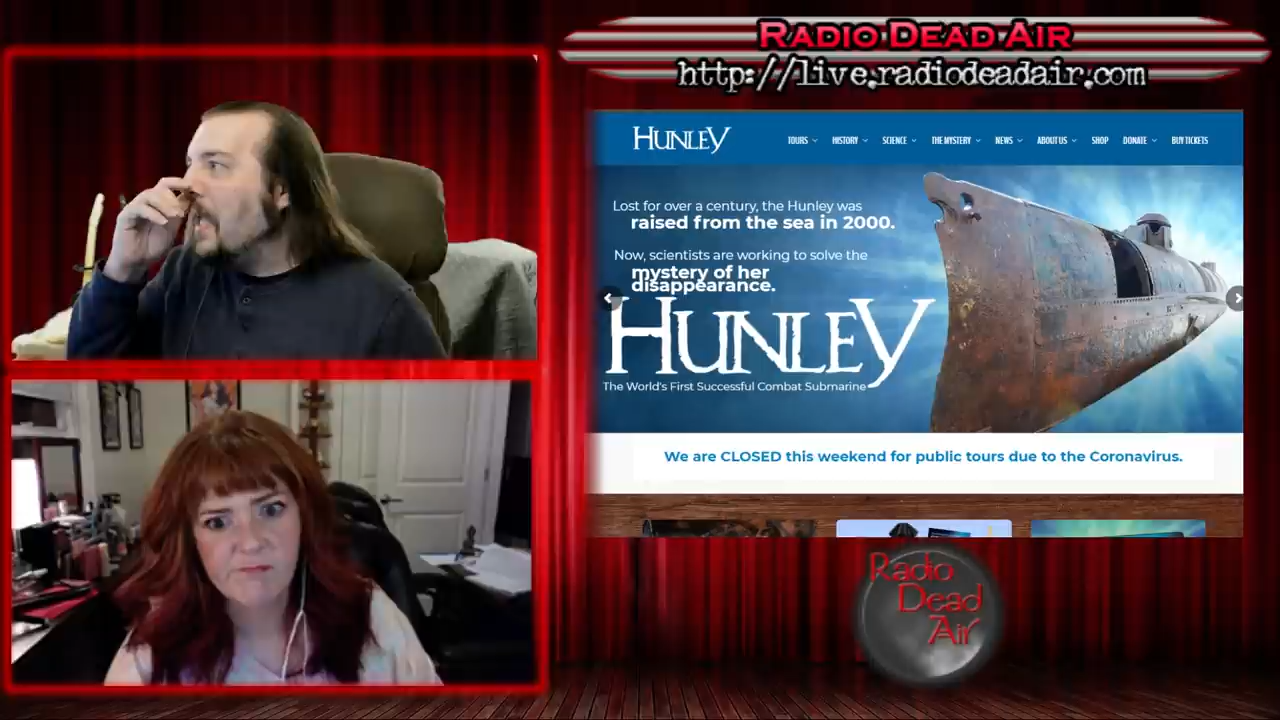 RADIO DEAD AIR
http://live.radiodeadair.com
HUNLEY
TOURS HISTORY SCIENCE THE MYSTERY NEWS ABOUT US SHOP DONATE BUY TICKETS
Lost for over a century, the Hunley was
raised from the sea in 2000.
Now, scientists are working to solve the
mystery of her
disappearance.
HUNLEY
The World's First Successful Combat Submarine
We are CLOSED this weekend for public tours due to the Coronavirus.
Radio
Dead
Air